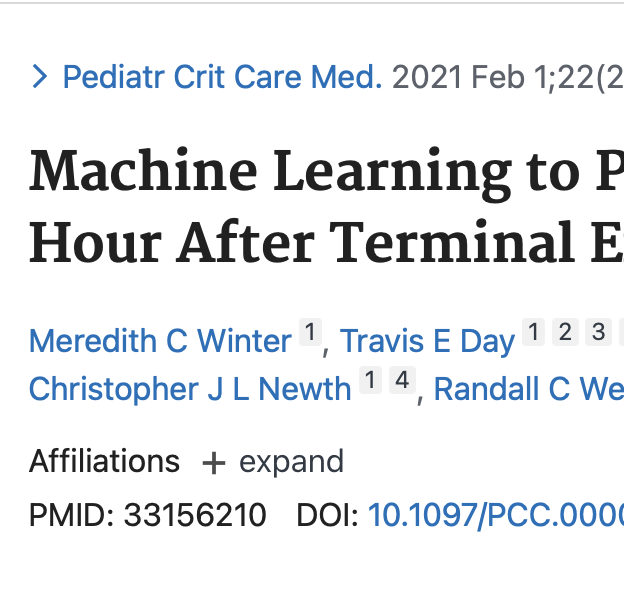 Pediatr Crit Care Med. 2021 Feb 1;22(2
Machine Learning to P
Hour After Terminal E
Meredith C Winter 1, Travis E Day 1 2 3
Christopher J L Newth 1 4, Randall C We
Affiliations + expand
PMID: 33156210 DOI: 10.1097/PCC.0000